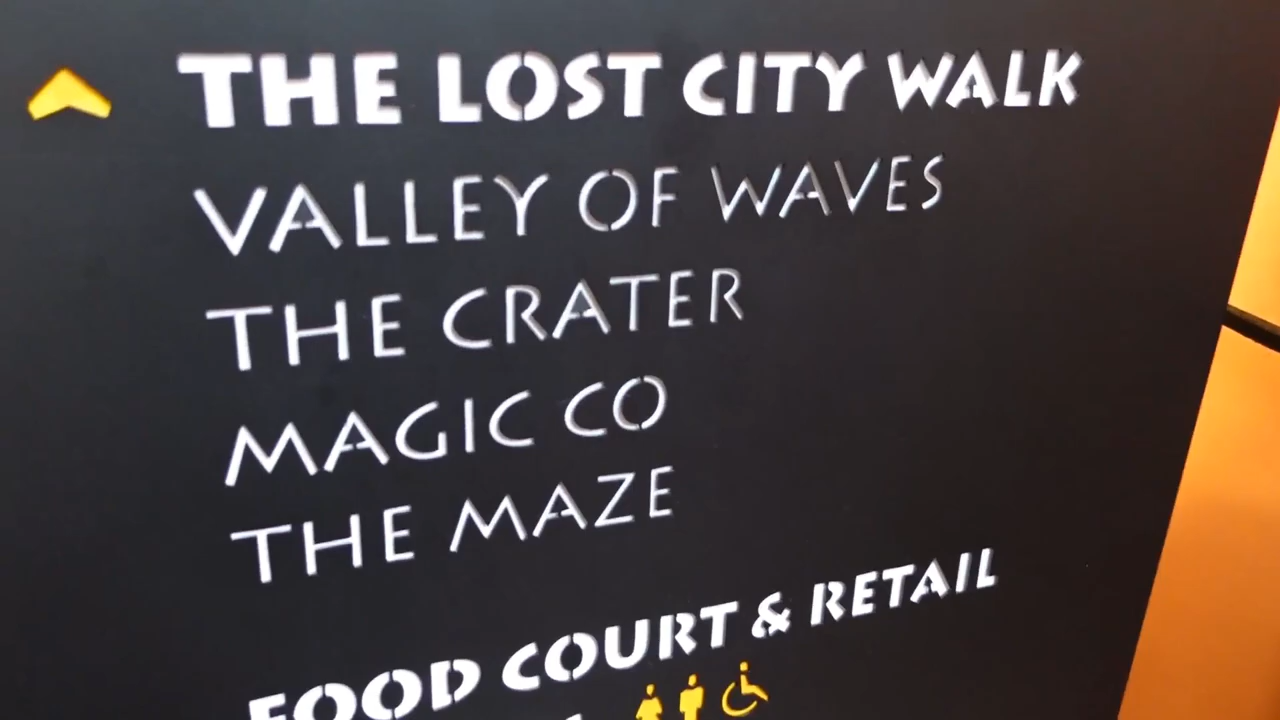 THE LOST CITY WALK
VALLEY OF WAVES
THE CRATER
MAGIC CO
THE MAZE
FOOD COURT & RETAIL